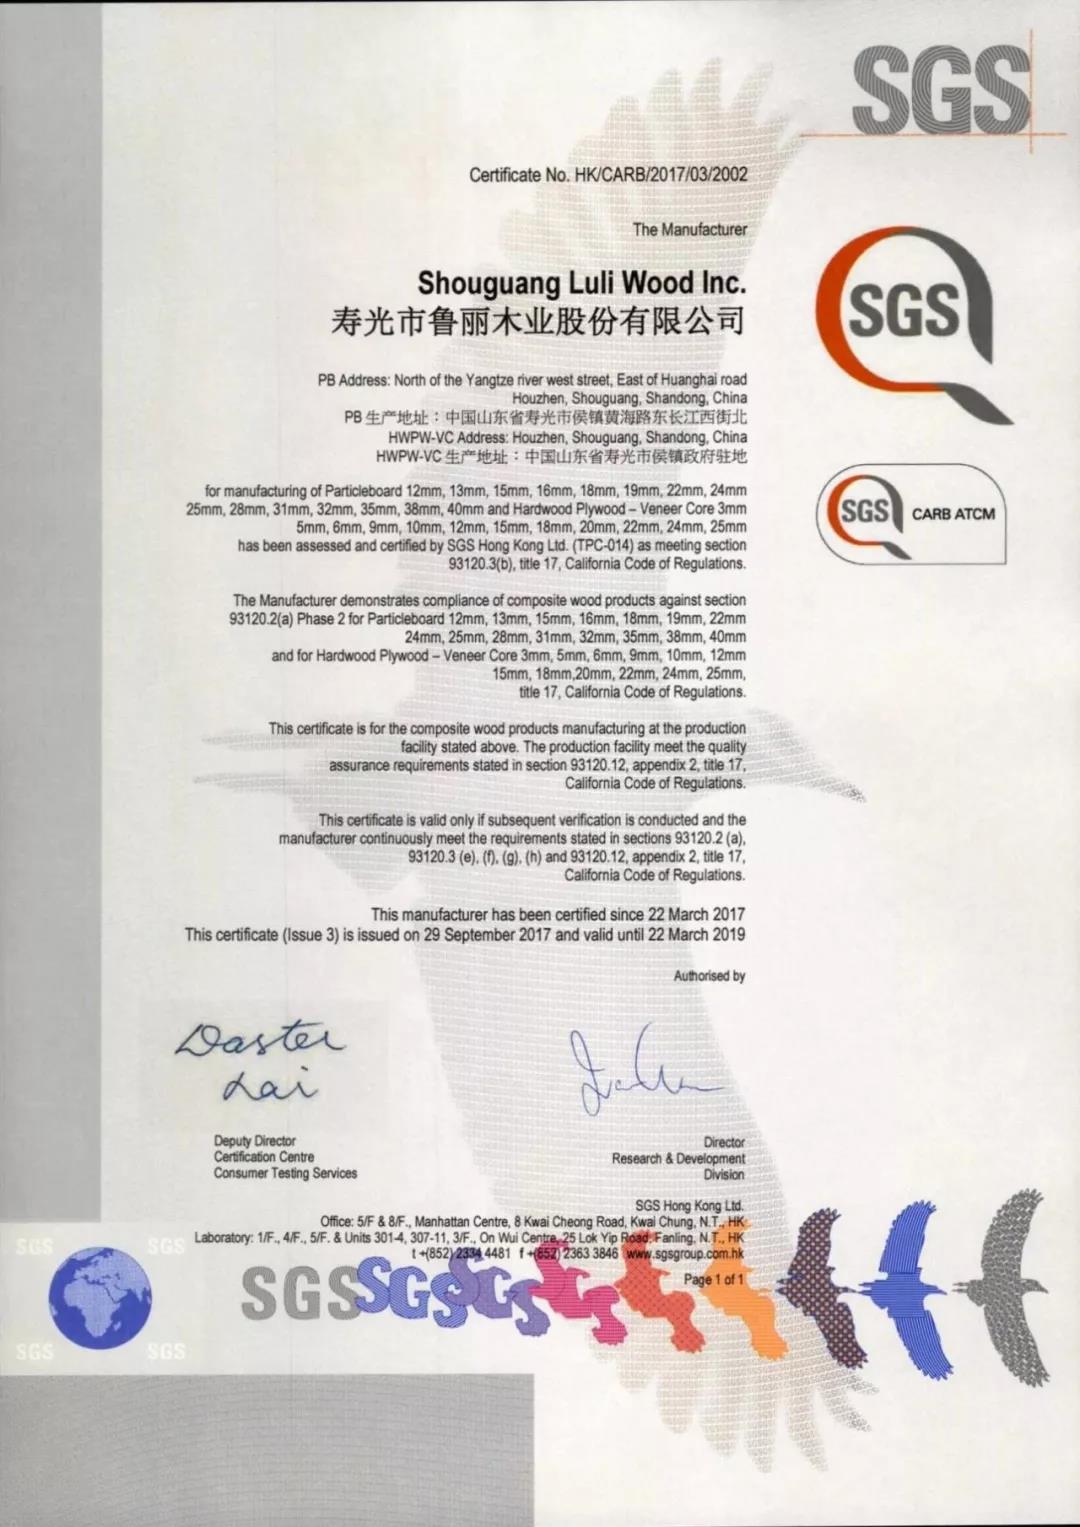 SGS
Certificate No. HK/CARB/2017/03/2002
The Manufacturer
Shouguang Luli Wood Inc.
寿光市鲁丽木业股份有限公司
SGS
PB Address: North of the Yangtze river west street, East of Huanghai road
Houzhen, Shouguang, Shandong, China
PB 生产地址：中国山东省寿光市侯镇黄海路东长江西街北
HWPW-VC Address: Houzhen, Shouguang, Shandong, China
HWPW-VC 生产地址：中国山东省寿光市侯镇政府驻地
for manufacturing of Particleboard 12mm, 13mm, 15mm, 16mm, 18mm, 19mm, 22mm, 24mm
25mm, 28mm, 31mm, 32mm, 35mm, 38mm, 40mm and Hardwood Plywood – Veneer Core 3mm
5mm, 6mm, 9mm, 10mm, 12mm, 15mm, 18mm, 20mm, 22mm, 24mm, 25mm
has been assessed and certified by SGS Hong Kong Ltd. (TPC-014) as meeting section
93120.3(b), title 17, California Code of Regulations.
SGS CARB ATCM
The Manufacturer demonstrates compliance of composite wood products against section
93120.2(a) Phase 2 for Particleboard 12mm, 13mm, 15mm, 16mm, 18mm, 19mm, 22mm
24mm, 25mm, 28mm, 31mm, 32mm, 35mm, 38mm, 40mm
and for Hardwood Plywood – Veneer Core 3mm, 5mm, 6mm, 9mm, 10mm, 12mm
15mm, 18mm,20mm, 22mm, 24mm, 25mm,
title 17, California Code of Regulations.
This certificate is for the composite wood products manufacturing at the production
facility stated above. The production facility meet the quality
assurance requirements stated in section 93120.12, appendix 2, title 17,
California Code of Regulations.
This certificate is valid only if subsequent verification is conducted and the
manufacturer continuously meet the requirements stated in sections 93120.2 (a),
93120.3 (e), (f), (g), (h) and 93120.12, appendix 2, title 17,
California Code of Regulations.
This manufacturer has been certified since 22 March 2017
This certificate (Issue 3) is issued on 29 September 2017 and valid until 22 March 2019
Authorised by
Daster
Lai
Deputy Director
Certification Centre
Consumer Testing Services
Director
Research & Development
Division
SGS Hong Kong Ltd.
Office: 5/F & 8/F., Manhattan Centre, 8 Kwai Cheong Road, Kwai Chung, N.T., HK
Laboratory: 1/F., 4/F., 5/F. & Units 301-4, 307-11, 3/F., On Wui Centre, 25 Lok Yip Road, Fanling, N.T., HK
t +(852) 2334 4481 f +(852) 2363 3846 www.sgsgroup.com.hk
Page 1 of 1
SGS SGS
SGS SGS
SGS SGS SGS